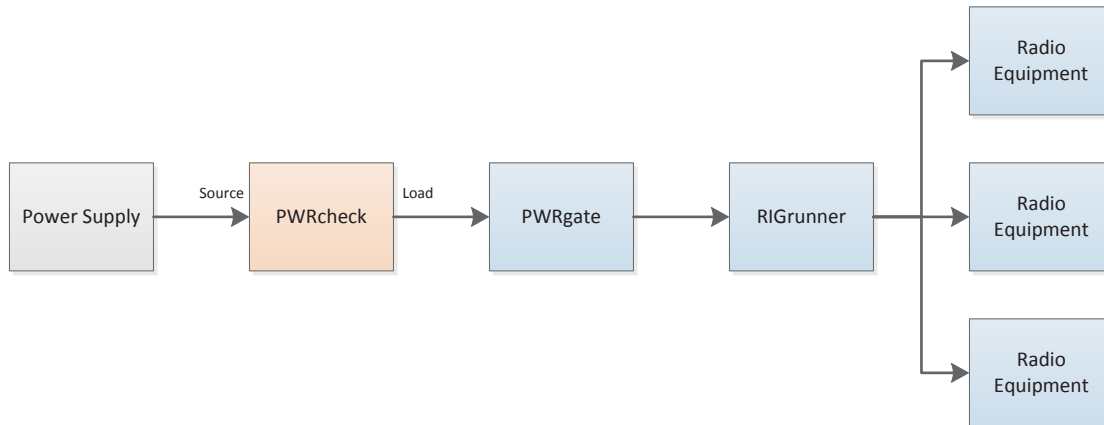 Radio
Equipment
Power Supply
Source
PWRcheck
Load
PWRgate
RIGrunner
Radio
Equipment
Radio
Equipment